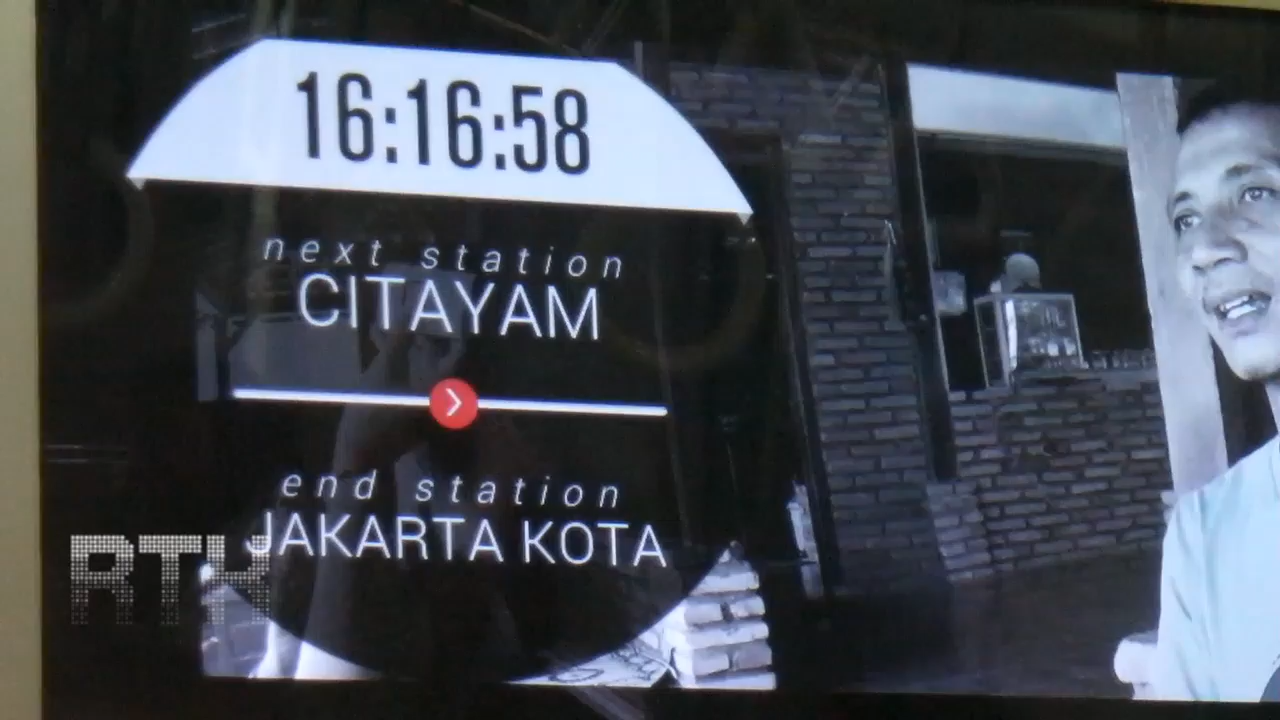 16:16:58
next station
CITAYAM
end station
JAKARTA KOTA
RTK